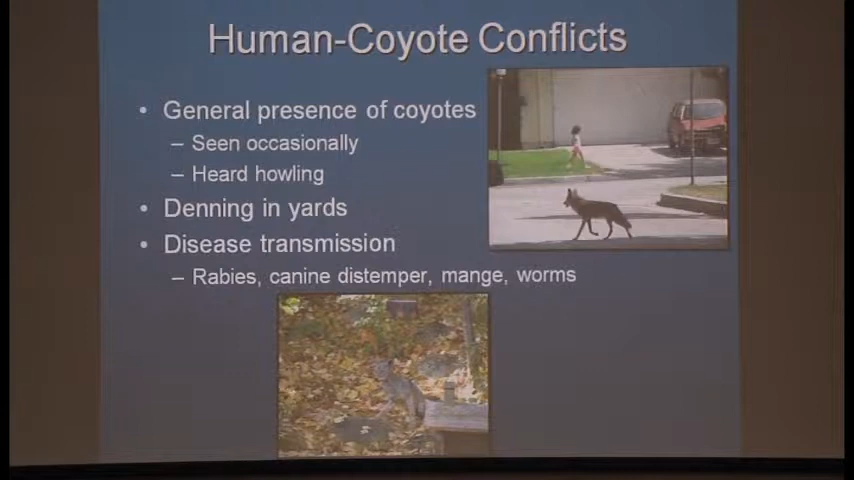 Human-Coyote Conflicts
• General presence of coyotes
– Seen occasionally
– Heard howling
• Denning in yards
• Disease transmission
– Rabies, canine distemper, mange, worms